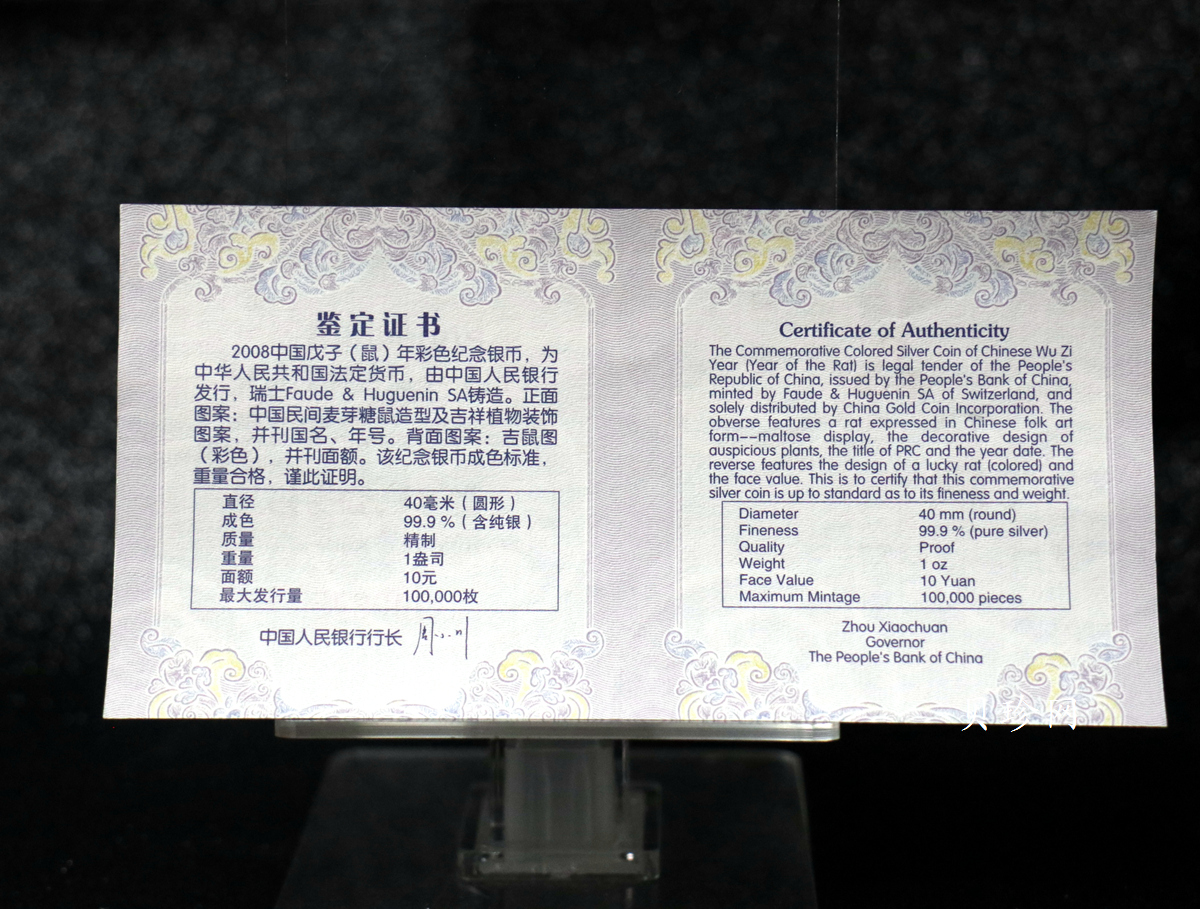 鉴定证书
2008中国戊子（鼠）年彩色纪念银币，为
中华人民共和国法定货币，由中国人民银行
发行，瑞士Faude & Huguenin SA铸造。正面
图案：中国民间麦芽糖鼠造型及吉祥植物装饰
图案，并刊国名、年号。背面图案：吉鼠图
（彩色），并刊面额。该纪念银币成色标准，
重量合格，谨此证明。
直径 40毫米（圆形）
成色 99.9 %（含纯银）
质量 精制
重量 1盎司
面额 10元
最大发行量 100,000枚
中国人民银行行长 周小川
Certificate of Authenticity
The Commemorative Colored Silver Coin of Chinese Wu Zi
Year (Year of the Rat) is legal tender of the People's
Republic of China, issued by the People's Bank of China,
minted by Faude & Huguenin SA of Switzerland, and
solely distributed by China Gold Coin Incorporation. The
obverse features a rat expressed in Chinese folk art
form--maltose display, the decorative design of
auspicious plants, the title of PRC and the year date. The
reverse features the design of a lucky rat (colored) and
the face value. This is to certify that this commemorative
silver coin is up to standard as to its fineness and weight.
Diameter 40 mm (round)
Fineness 99.9 % (pure silver)
Quality Proof
Weight 1 oz
Face Value 10 Yuan
Maximum Mintage 100,000 pieces
Zhou Xiaochuan
Governor
The People's Bank of China